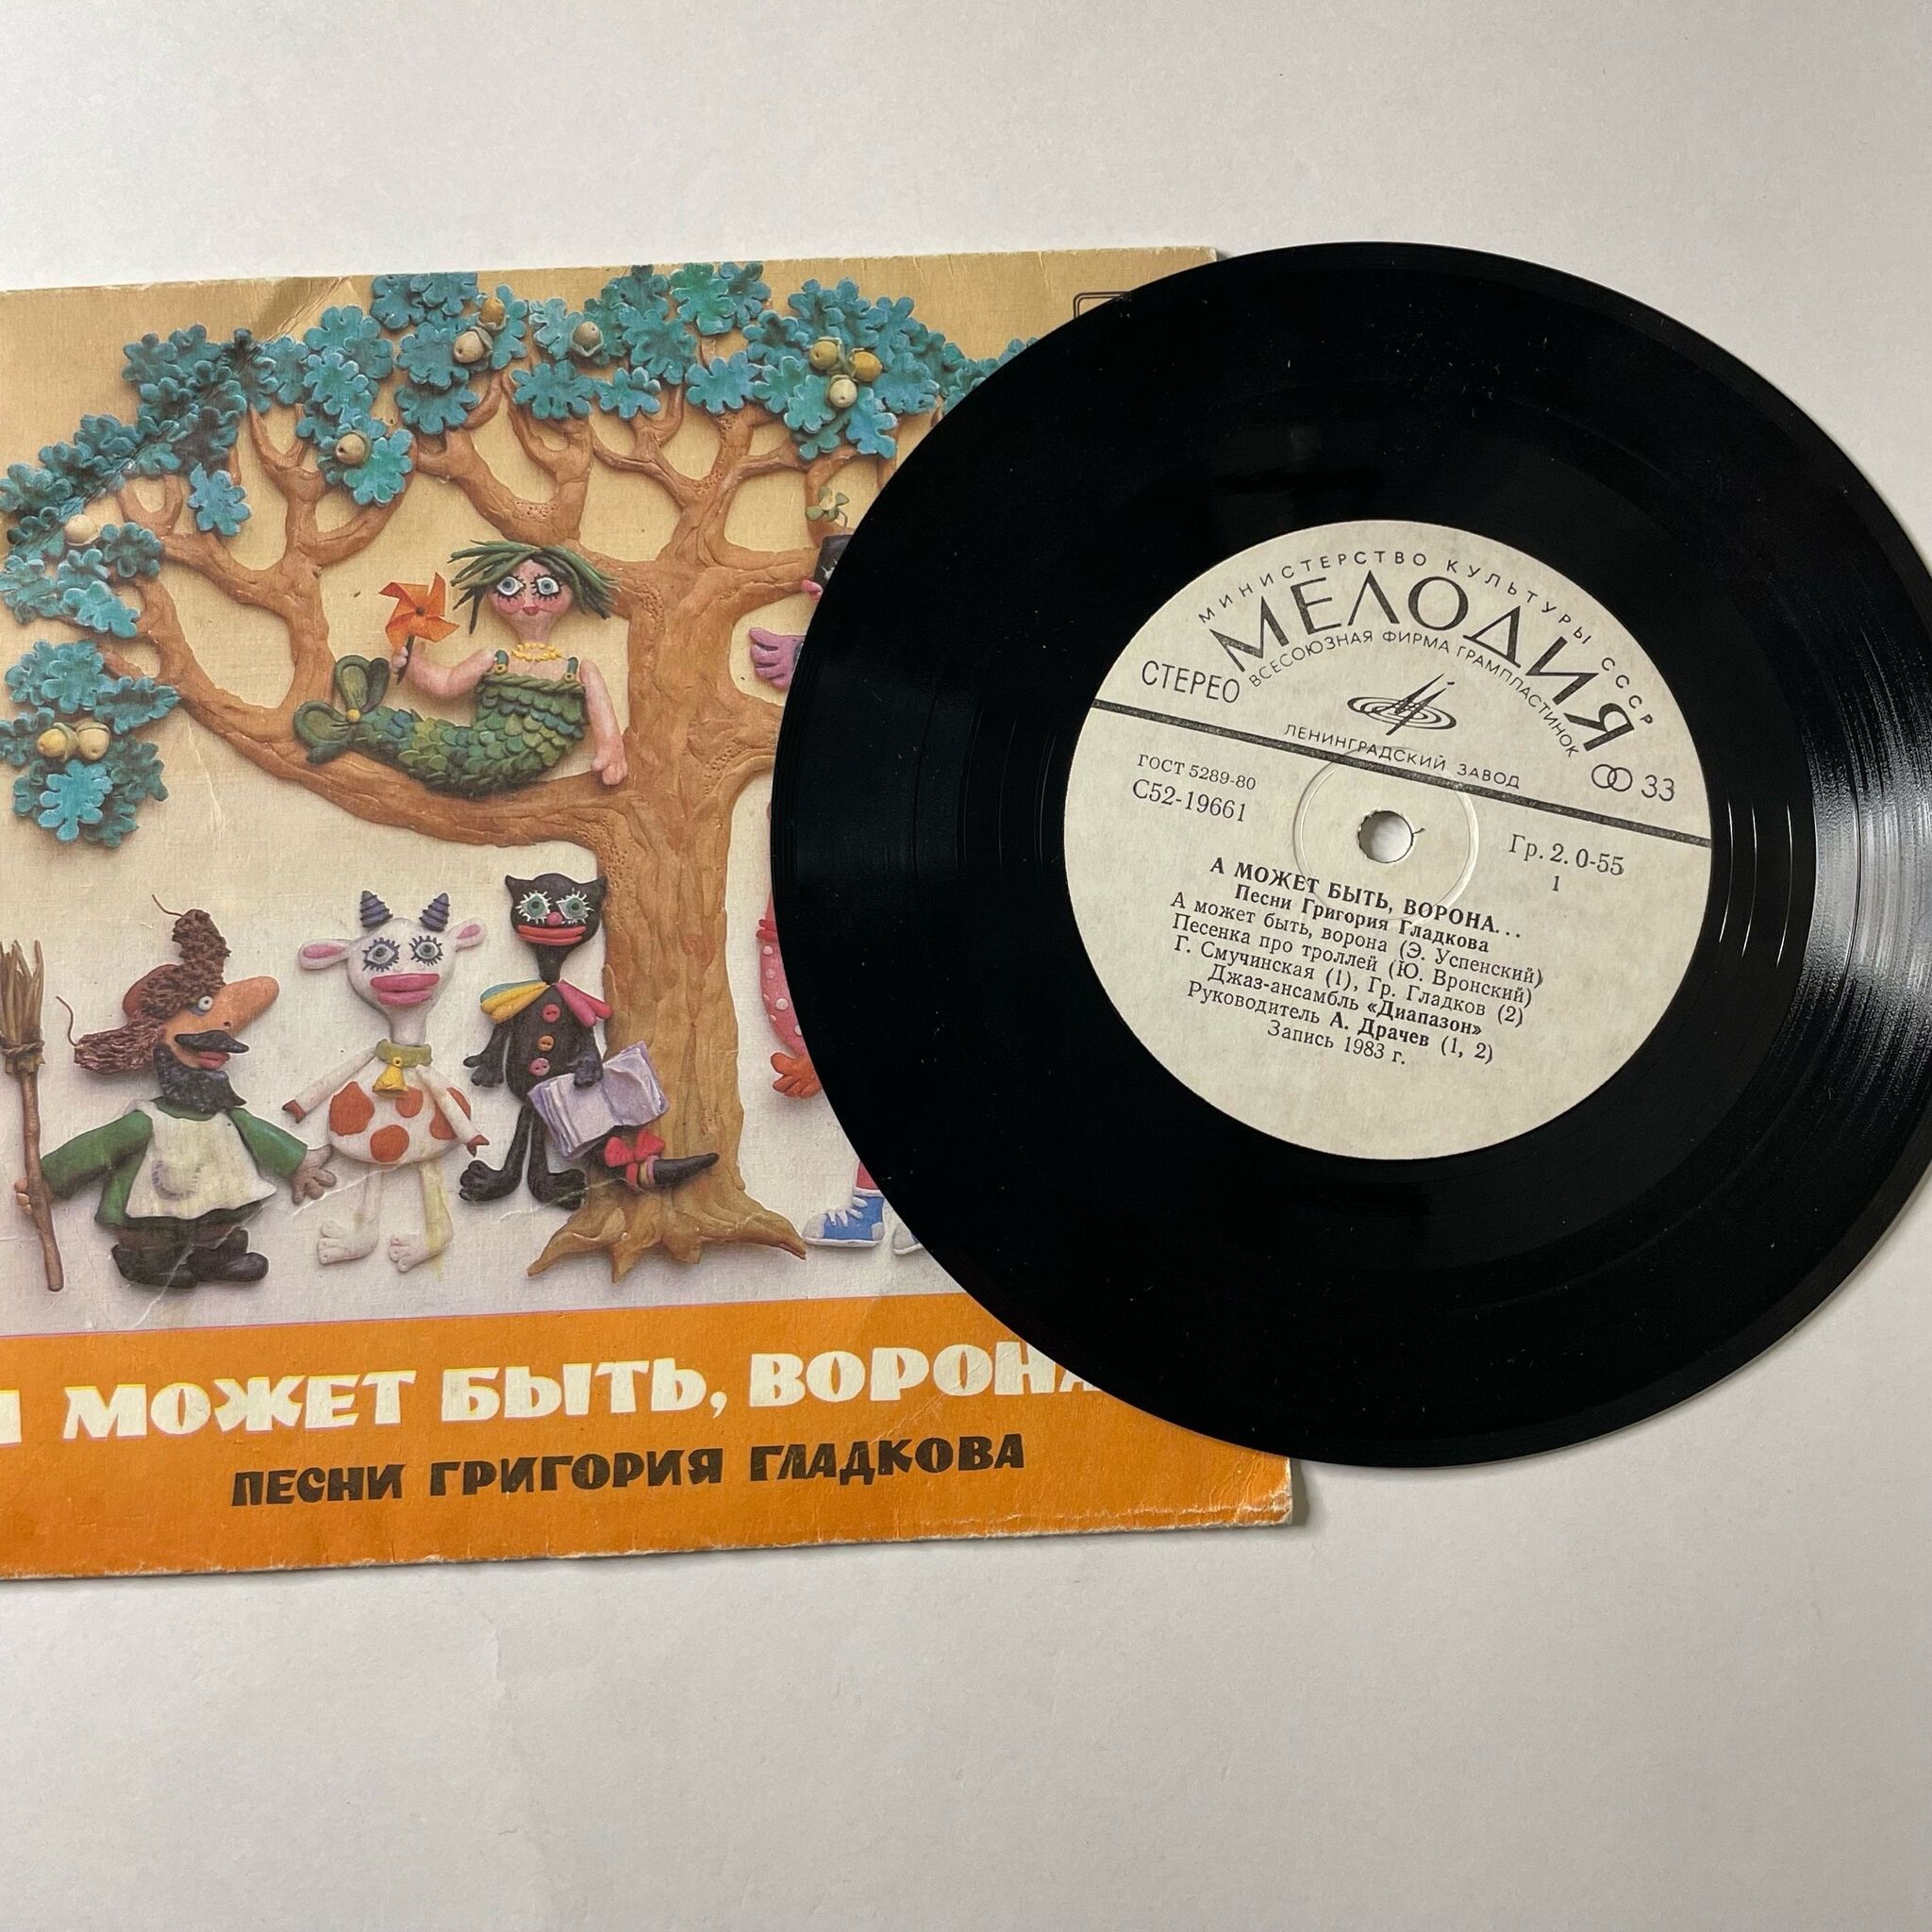 МИНИСТЕРСТВО КУЛЬТУРЫ СССР
МЕЛОДИЯ
ВСЕСОЮЗНАЯ ФИРМА ГРАМПЛАСТИНОК
СТЕРЕО
ЛЕНИНГРАДСКИЙ ЗАВОД
33
ГОСТ 5289-80
С52-19661
Гр. 2. 0-55
1
А МОЖЕТ БЫТЬ, ВОРОНА...
Песни Григория Гладкова
А может быть, ворона (Э. Успенский)
Песенка про троллей (Ю. Вронский)
Г. Смучинская (1), Гр. Гладков (2)
Джаз-ансамбль «Диапазон»
Руководитель А. Драчев (1, 2)
Запись 1983 г.
А МОЖЕТ БЫТЬ, ВОРОНА
ПЕСНИ ГРИГОРИЯ ГЛАДКОВА